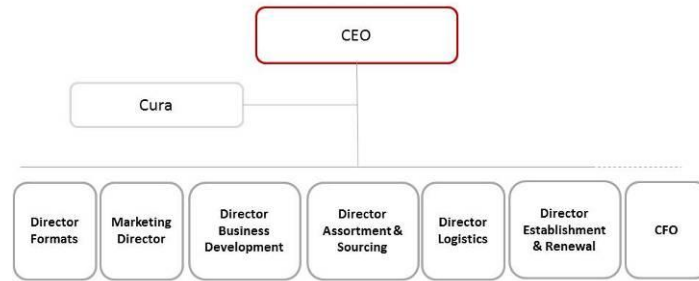 CEO
Cura
Director
Formats
Marketing
Director
Director
Business
Development
Director
Assortment &
Sourcing
Director
Logistics
Director
Establishment
& Renewal
CFO